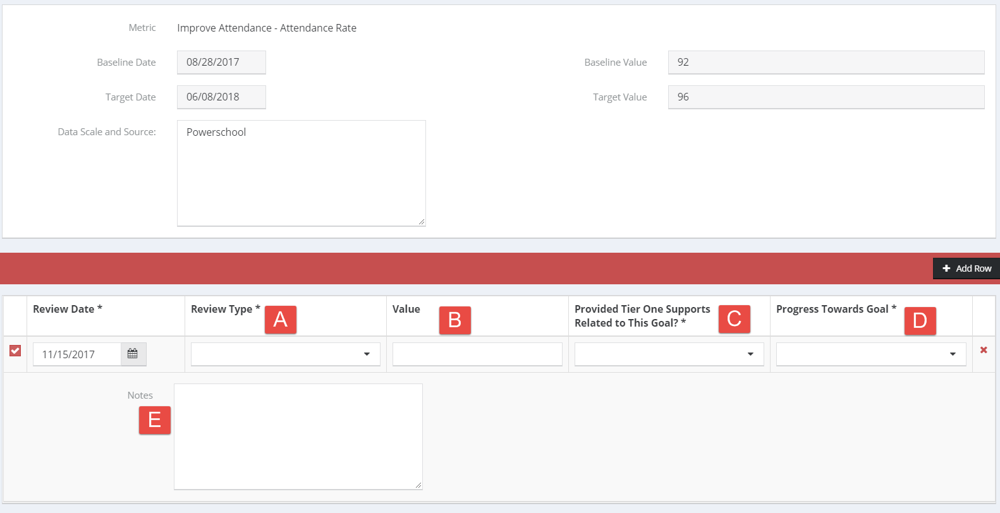 Metric Improve Attendance - Attendance Rate
Baseline Date 08/28/2017 Baseline Value 92
Target Date 06/08/2018 Target Value 96
Data Scale and Source: Powerschool
+ Add Row
Review Date * Review Type * A Value B Provided Tier One Supports C Progress Towards Goal * D
Related to This Goal? *
11/15/2017
Notes
E